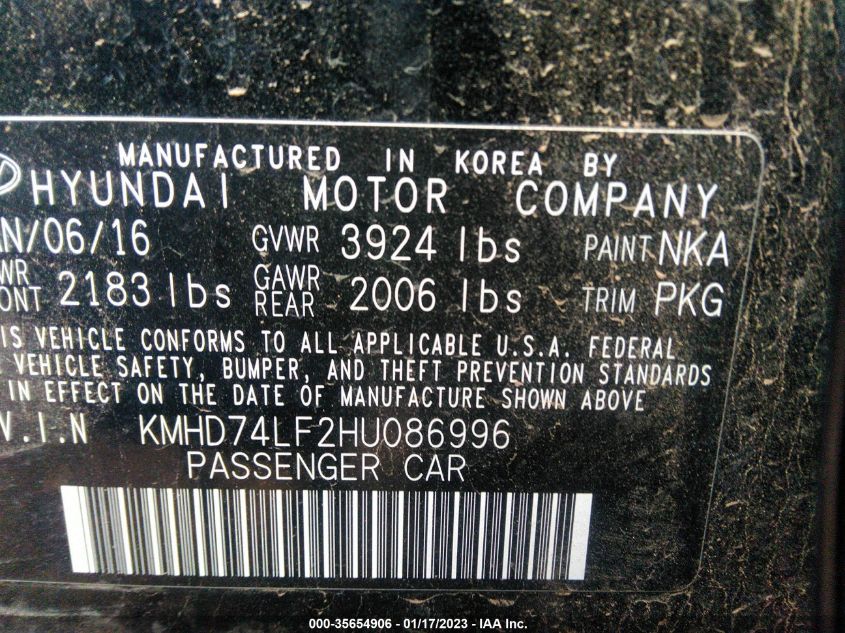 MANUFACTURED IN KOREA BY
HYUNDAI MOTOR COMPANY
/06/16 GVWR 3924 lbs PAINT NKA
2183 lbs GAWR REAR 2006 lbs TRIM PKG
VEHICLE CONFORMS TO ALL APPLICABLE U.S.A. FEDERAL
VEHICLE SAFETY, BUMPER, AND THEFT PREVENTION STANDARDS
IN EFFECT ON THE DATE OF MANUFACTURE SHOWN ABOVE
V.I.N KMHD74LF2HU086996
PASSENGER CAR
000-35654906 - 01/17/2023 - IAA Inc.